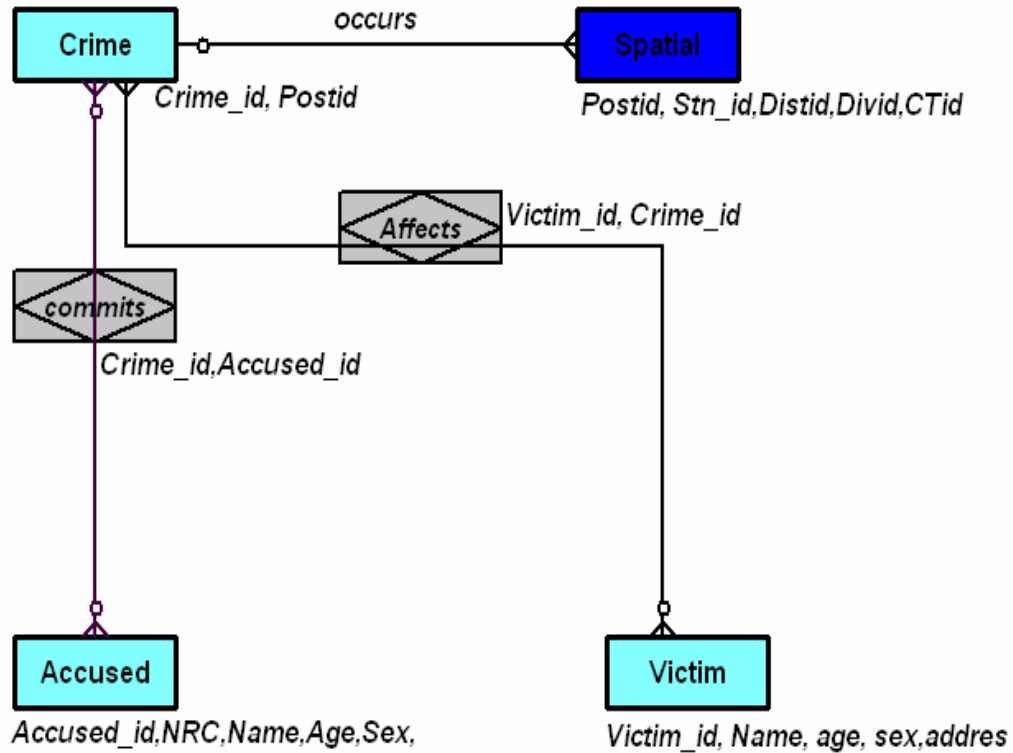 occurs
Crime
Spatial
Crime_id, Postid
Postid, Stn_id,Distid,Divid,CTid
Affects
Victim_id, Crime_id
commits
Crime_id,Accused_id
Accused
Victim
Accused_id,NRC,Name,Age,Sex,
Victim_id, Name, age, sex,addres